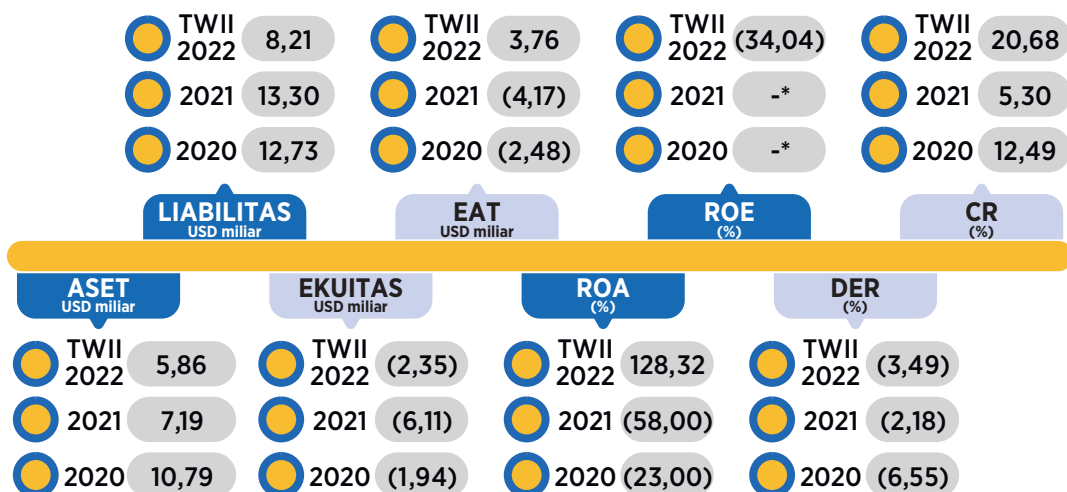 TWII 2022 8,21
2021 13,30
2020 12,73
LIABILITAS
USD miliar
TWII 2022 3,76
2021 (4,17)
2020 (2,48)
EAT
USD miliar
TWII 2022 (34,04)
2021 -*
2020 -*
ROE
(%)
TWII 2022 20,68
2021 5,30
2020 12,49
CR
(%)
ASET
USD miliar
TWII 2022 5,86
2021 7,19
2020 10,79
EKUITAS
USD miliar
TWII 2022 (2,35)
2021 (6,11)
2020 (1,94)
ROA
(%)
TWII 2022 128,32
2021 (58,00)
2020 (23,00)
DER
(%)
TWII 2022 (3,49)
2021 (2,18)
2020 (6,55)